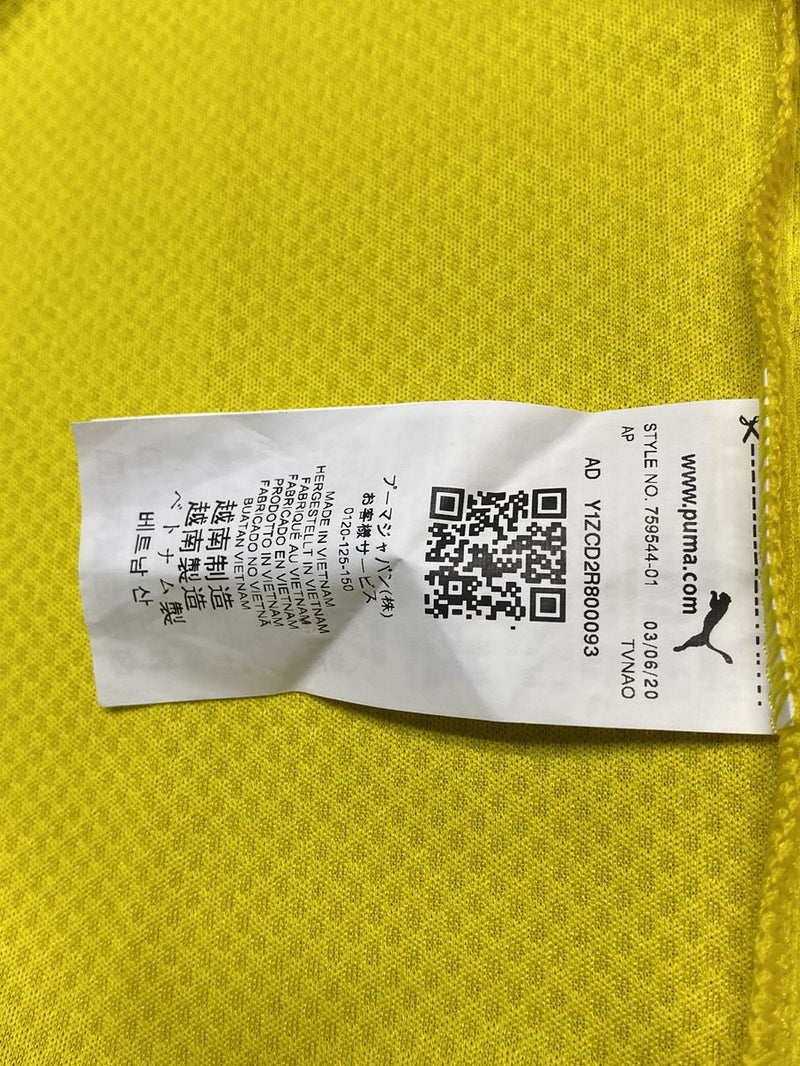 www.puma.com
STYLE NO. 759544-01 03/06/20
AP TVNAO
AD Y1ZCD2R800093
プーマジャパン(株)
お客様サービス
0120-125-150
MADE IN VIETNAM
HERGESTELLT IN VIETNAM
FABRIQUÉ AU VIETNAM
FABRICADO EN VIETNAM
PRODOTTO IN VIETNAM
FABRICADO NO VIETNÃ
BUATAN VIETNAM
越南制造
越南製造
ベトナム製
베트남 산